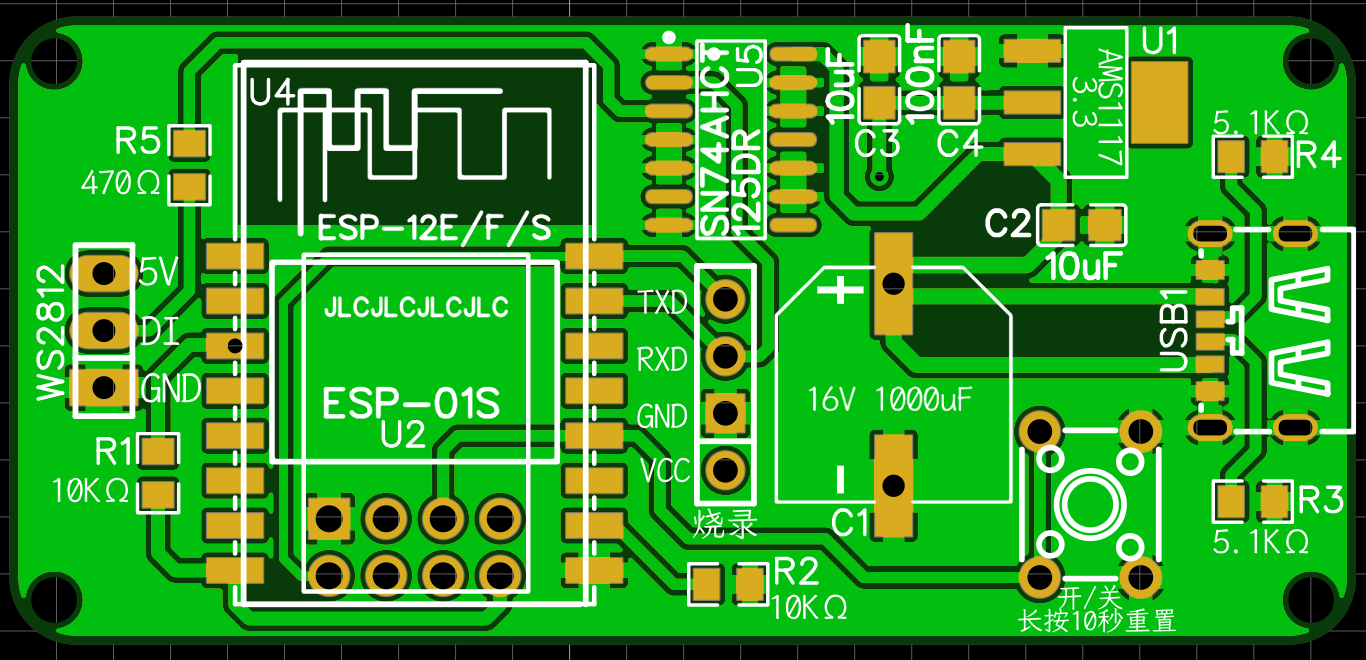 U4
R5
470Ω
WS2812
5V
DI
GND
R1
10KΩ
ESP-12E/F/S
JLCJLCJLCJLC
ESP-01S
U2
SN74AHCT
125DR
U5
10uF
C3
100nF
C4
AMS1117
3.3
U1
5.1KΩ
R4
C2
10uF
TXD
RXD
GND
VCC
烧录
+
16V 1000uF
-
C1
USB1
R3
5.1KΩ
R2
10KΩ
开/关
长按10秒重置